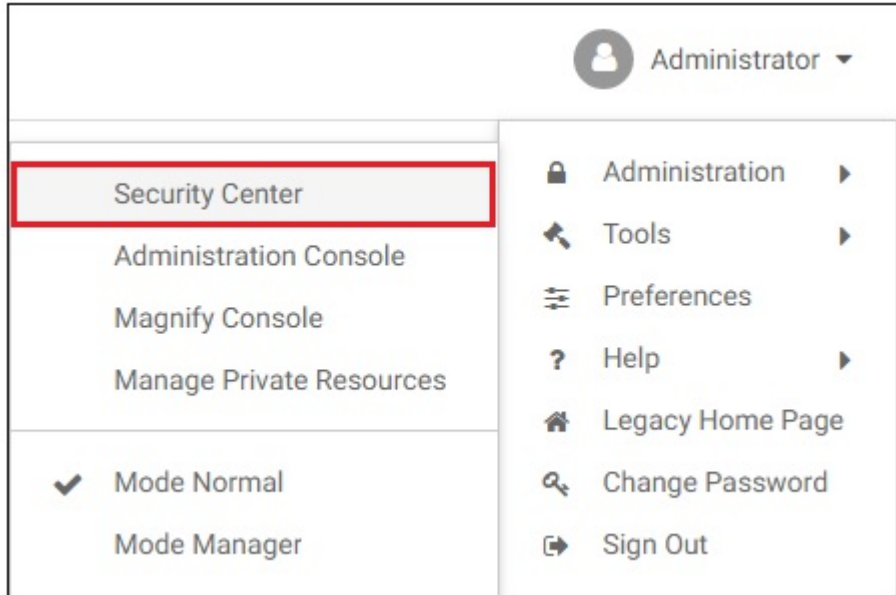 Administrator
Security Center
Administration Console
Magnify Console
Manage Private Resources
Mode Normal
Mode Manager
Administration
Tools
Preferences
? Help
Legacy Home Page
Change Password
Sign Out